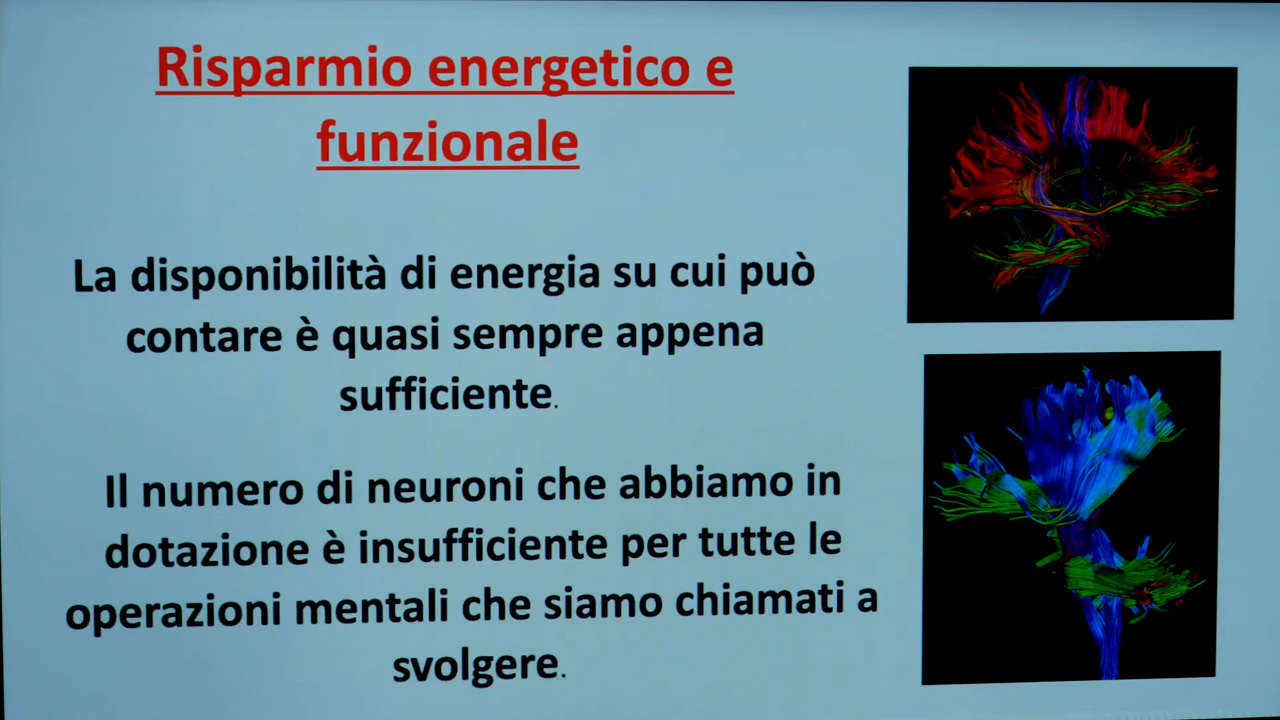 Risparmio energetico e
funzionale
La disponibilità di energia su cui può
contare è quasi sempre appena
sufficiente.
Il numero di neuroni che abbiamo in
dotazione è insufficiente per tutte le
operazioni mentali che siamo chiamati a
svolgere.